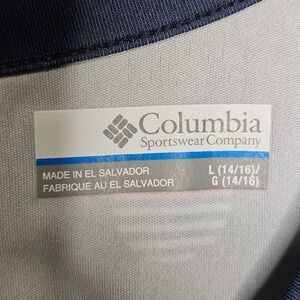 Columbia
Sportswear Company
MADE IN EL SALVADOR
FABRIQUE AU EL SALVADOR
L (14/16)/
G (14/16)